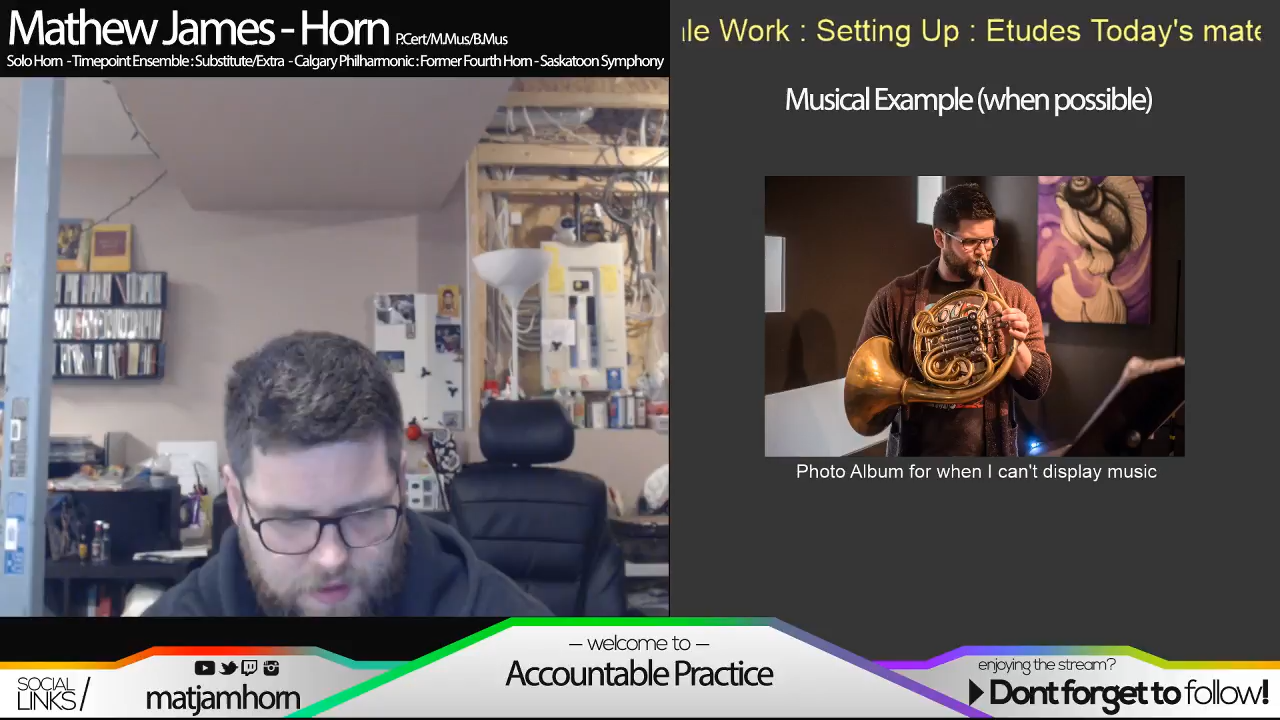 Mathew James - Horn P.Cert/M.Mus/B.Mus
Solo Horn - Timepoint Ensemble : Substitute/Extra - Calgary Philharmonic : Former Fourth Horn - Saskatoon Symphony
Work : Setting Up : Etudes Today's
Musical Example (when possible)
Photo Album for when I can't display music
SOCIAL
LINKS
matjamhorn
– welcome to –
Accountable Practice
enjoying the stream?
Dont forget to follow!